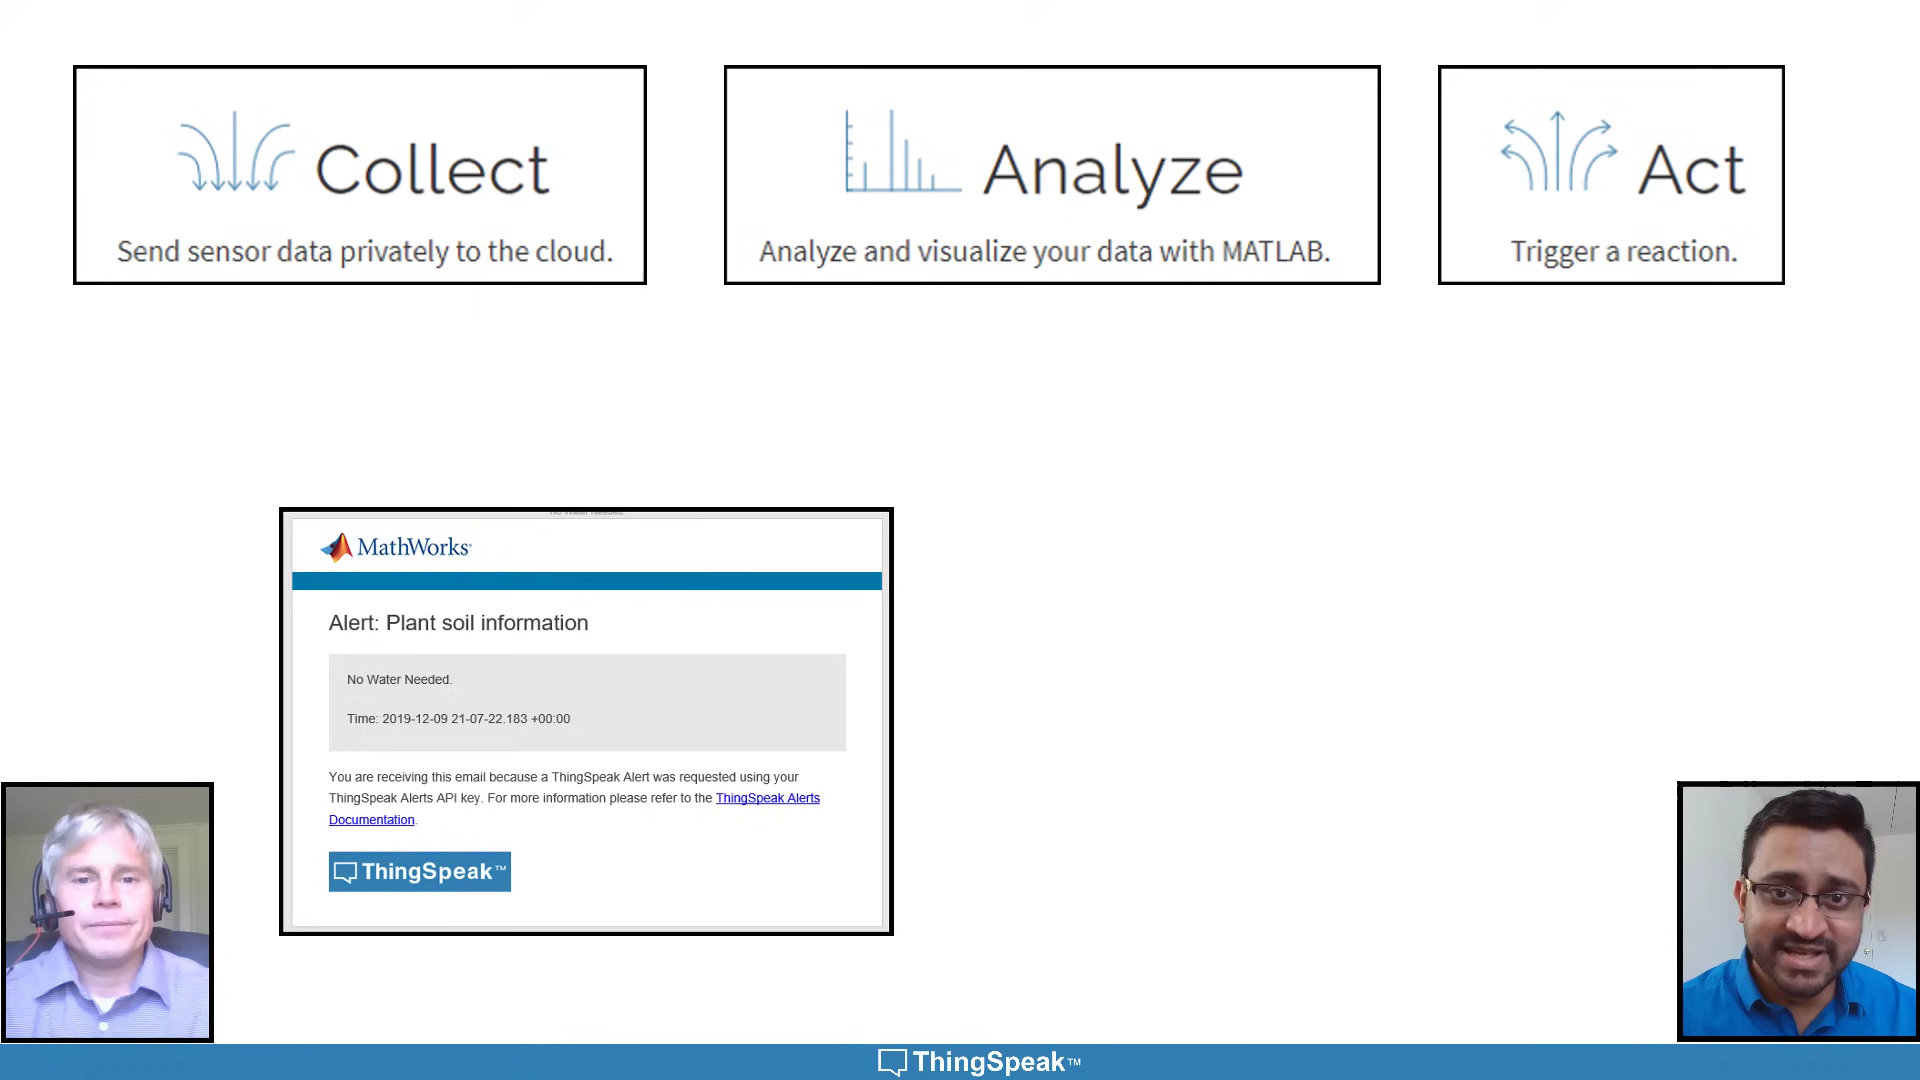 Collect
Send sensor data privately to the cloud.
Analyze
Analyze and visualize your data with MATLAB.
Act
Trigger a reaction.
No Water Needed.
MathWorks®
Alert: Plant soil information
No Water Needed.
Time: 2019-12-09 21-07-22.183 +00:00
You are receiving this email because a ThingSpeak Alert was requested using your
ThingSpeak Alerts API key. For more information please refer to the ThingSpeak Alerts
Documentation.
ThingSpeak™
ThingSpeak™